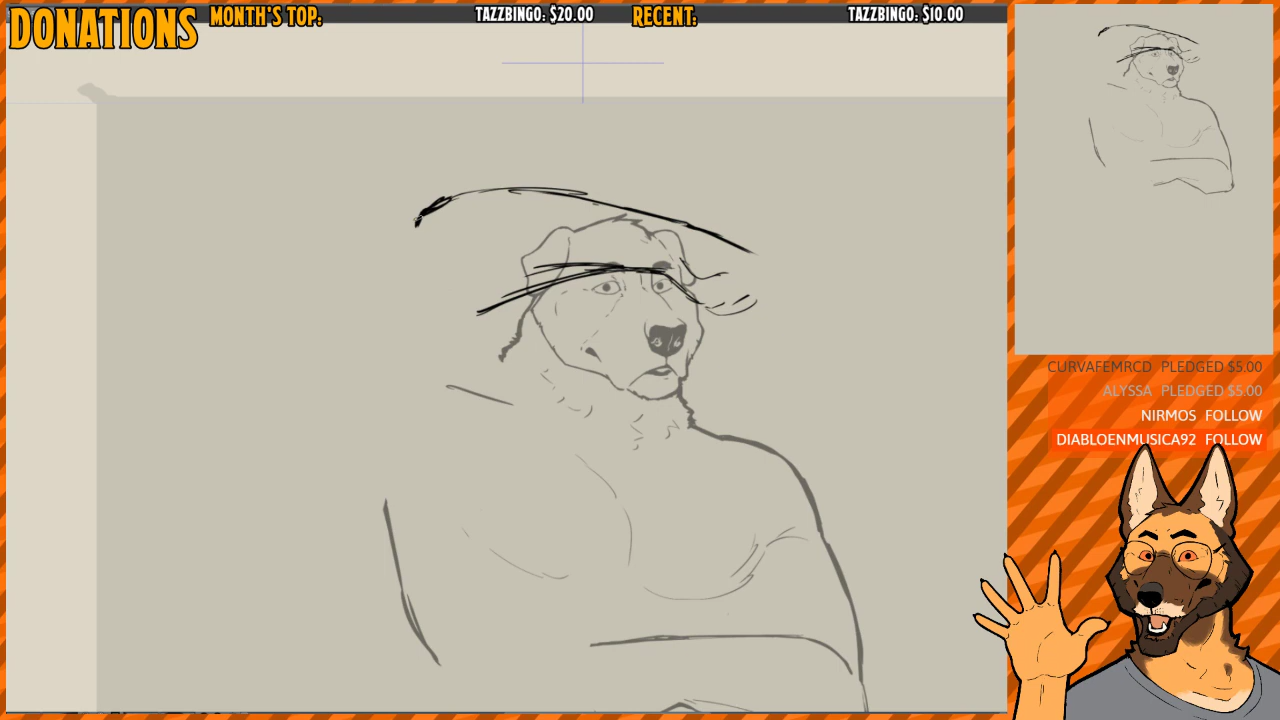 DONATIONS
MONTH'S TOP:
TAZZBINGO: $20.00
RECENT:
TAZZBINGO: $10.00
CURVAFEMRCD PLEDGED $5.00
ALYSSA PLEDGED $5.00
NIRMOS FOLLOW
DIABLOENMUSICA92 FOLLOW